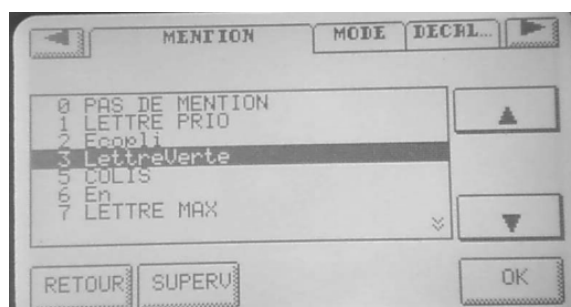 MENTION MODE DECAL...
0 PAS DE MENTION
1 LETTRE PRIO
2 Ecopli
3 LettreVerte
5 COLIS
6 En
7 LETTRE MAX
RETOUR SUPERV OK